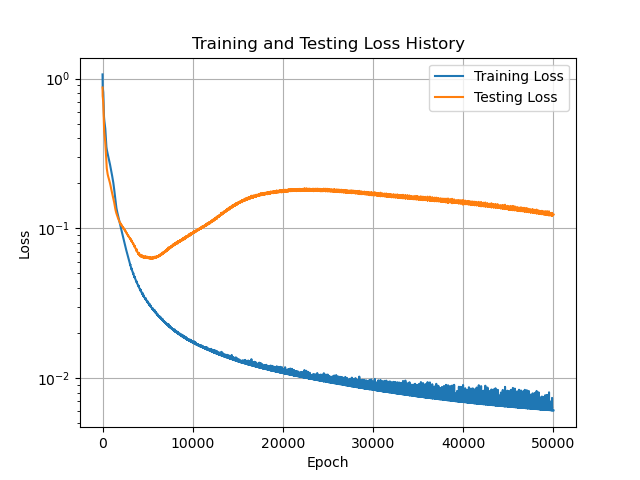 Training and Testing Loss History
Training Loss
Testing Loss
10⁰
10⁻¹
10⁻²
Loss
0 10000 20000 30000 40000 50000
Epoch